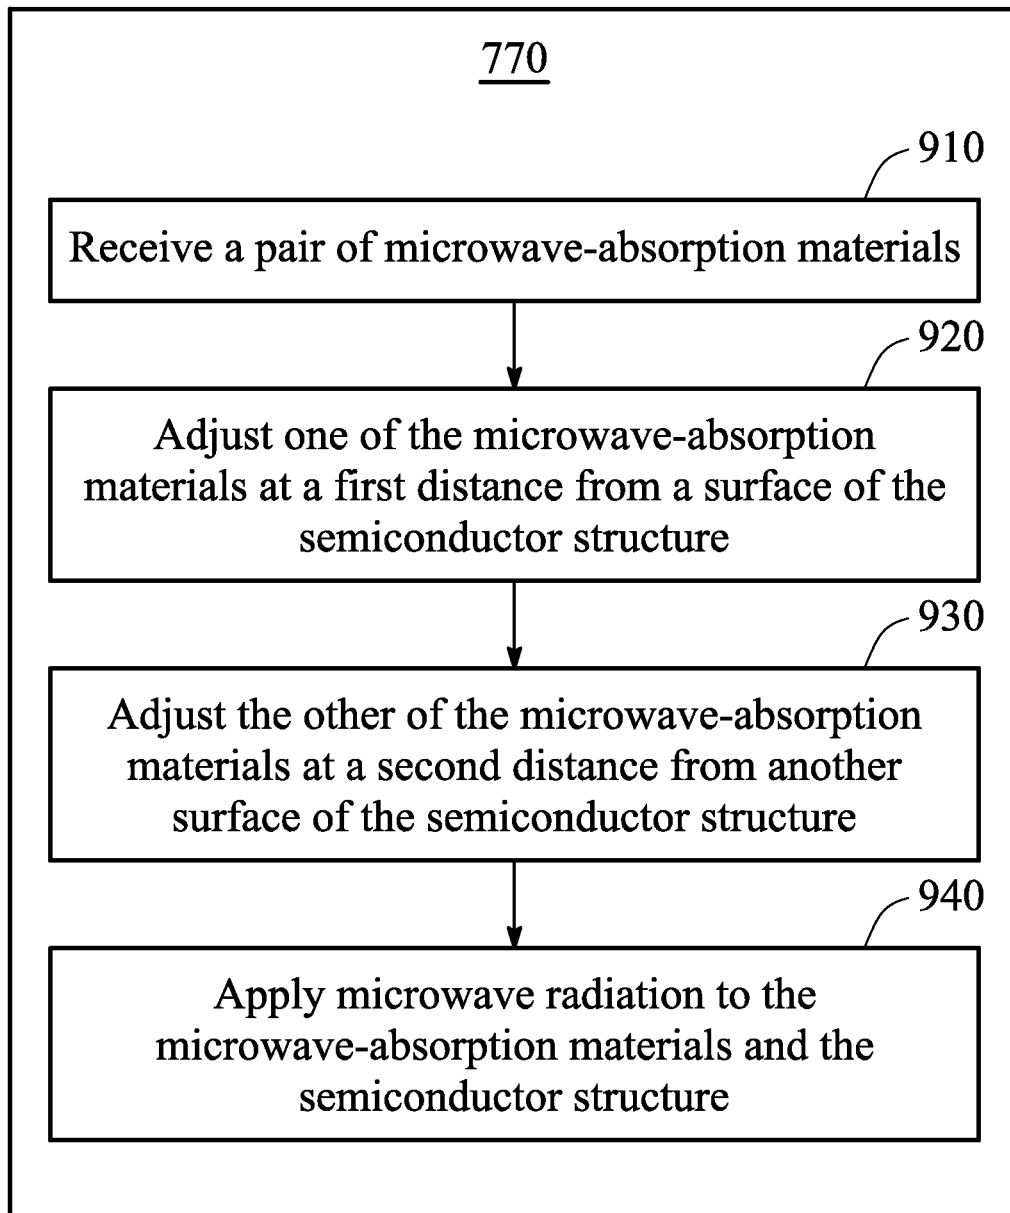 770
910
Receive a pair of microwave-absorption materials
920
Adjust one of the microwave-absorption
materials at a first distance from a surface of the
semiconductor structure
930
Adjust the other of the microwave-absorption
materials at a second distance from another
surface of the semiconductor structure
940
Apply microwave radiation to the
microwave-absorption materials and the
semiconductor structure